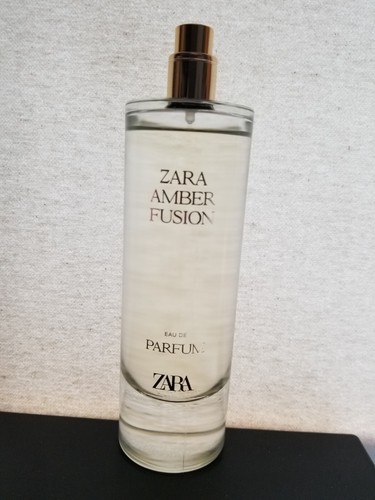 ZARA
AMBER
FUSION
EAU DE
PARFUM
ZARA